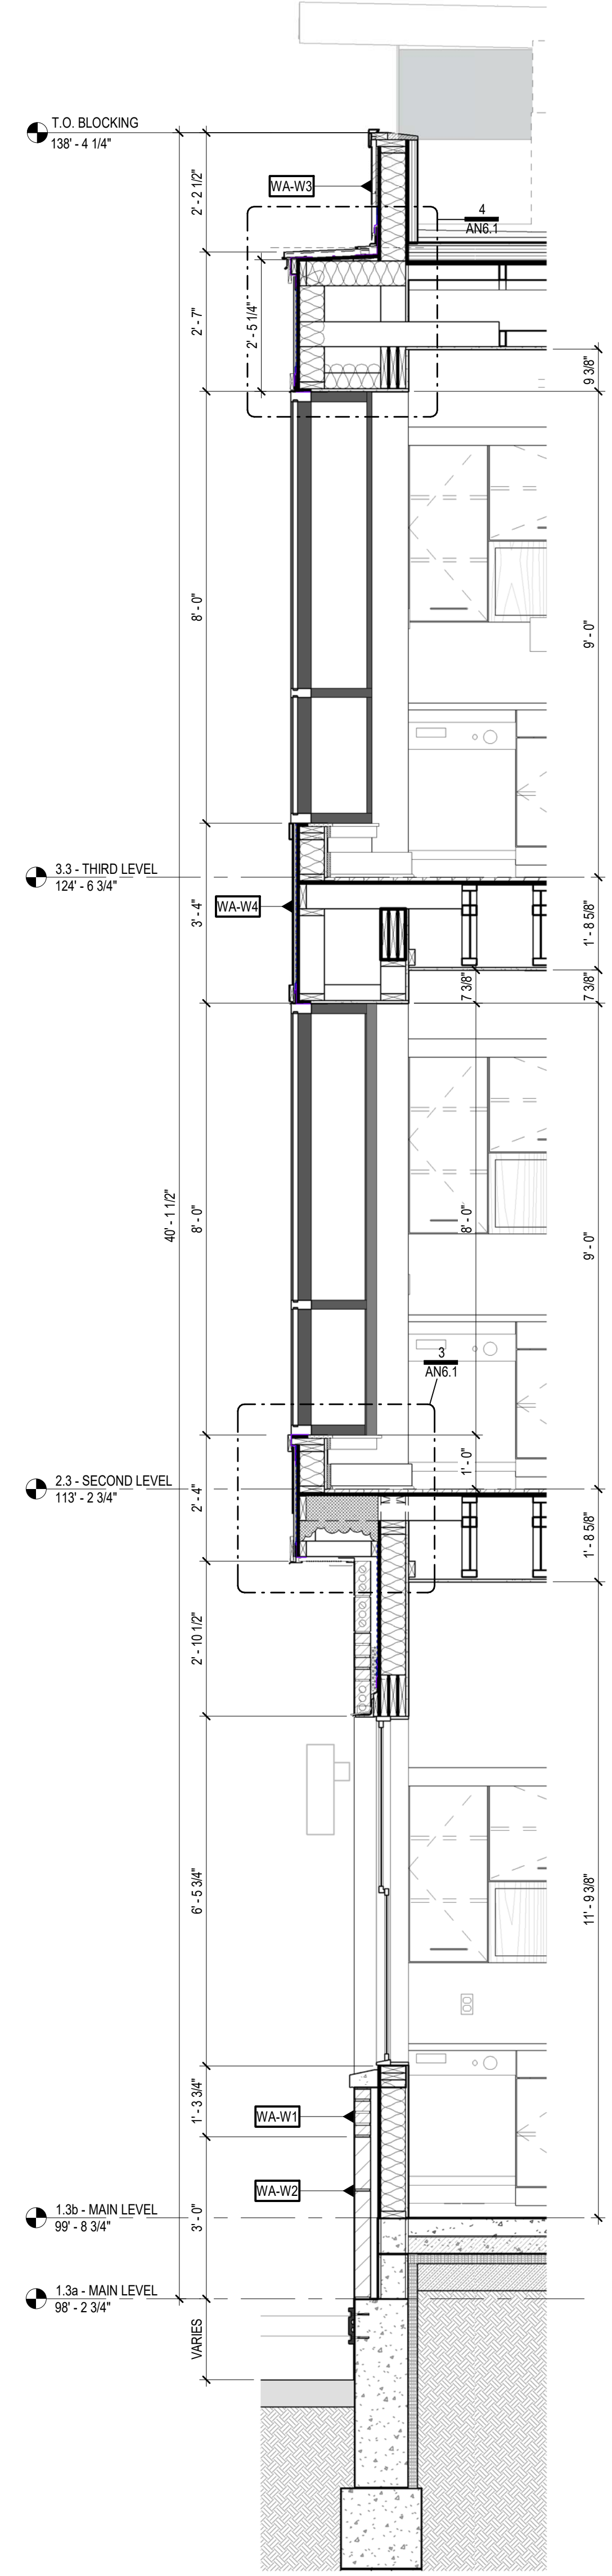 T.O. BLOCKING
138' - 4 1/4"
2' - 2 1/2"
WA-W3
4
AN6.1
2' - 7"
2' - 5 1/4"
9 3/8"
8' - 0"
9' - 0"
3.3 - THIRD LEVEL
124' - 6 3/4"
3' - 4"
WA-W4
1' - 8 5/8"
7 3/8"
7 3/8"
40' - 1 1/2"
8' - 0"
8' - 0"
9' - 0"
3
AN6.1
2.3 - SECOND LEVEL
113' - 2 3/4"
2' - 4"
1' - 0"
1' - 8 5/8"
2' - 10 1/2"
6' - 5 3/4"
11' - 9 3/8"
1' - 3 3/4"
WA-W1
WA-W2
3' - 0"
1.3b - MAIN LEVEL
99' - 8 3/4"
1.3a - MAIN LEVEL
98' - 2 3/4"
VARIES